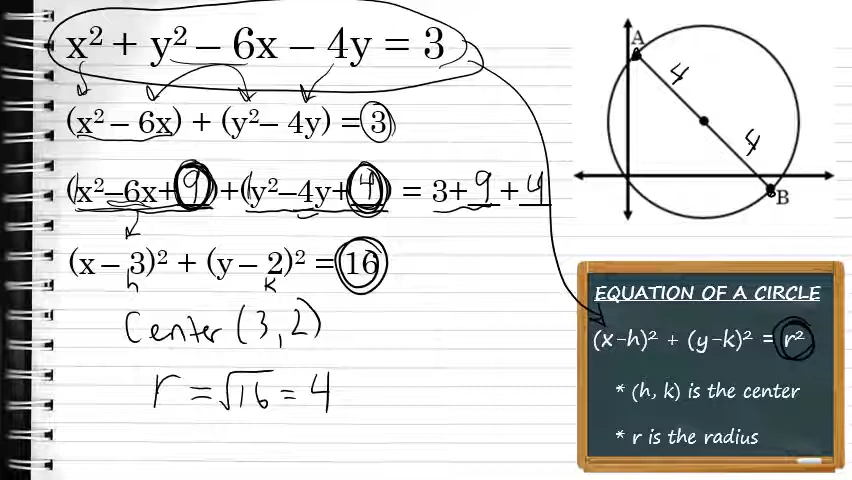 x² + y² – 6x – 4y = 3
(x² – 6x) + (y² – 4y) = 3
(x² – 6x + 9) + (y² – 4y + 4) = 3 + 9 + 4
(x – 3)² + (y – 2)² = 16
h k
Center (3, 2)
r = √16 = 4
A
4
4
B
EQUATION OF A CIRCLE
(x–h)² + (y–k)² = r²
* (h, k) is the center
* r is the radius